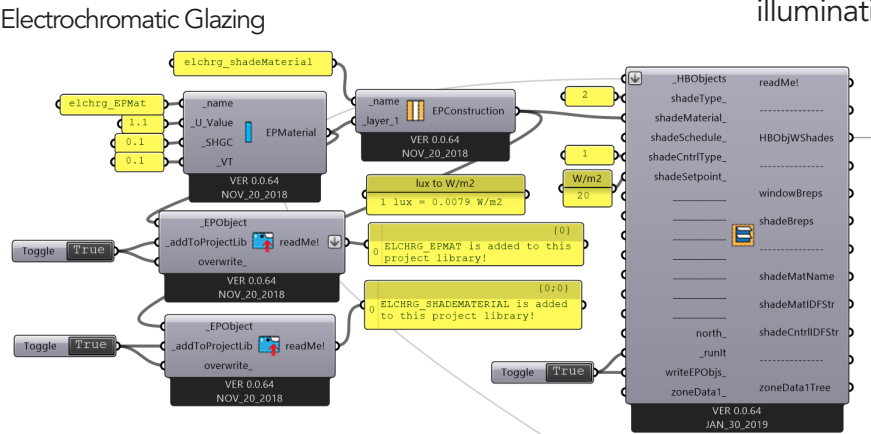 Electrochromatic Glazing
illuminati
elchrg_shadeMaterial
elchrg_EPMat
1.1
0.1
0.1
_name
_U_Value
_SHGC
_VT
EPMaterial
VER 0.0.64
NOV_20_2018
_name
_layer_1
EPConstruction
VER 0.0.64
NOV_20_2018
lux to W/m2
1 lux = 0.0079 W/m2
Toggle True
_EPObject
_addToProjectLib
overwrite_
readMe!
VER 0.0.64
NOV_20_2018
{0}
0 ELCHRG_EPMAT is added to this
project library!
Toggle True
_EPObject
_addToProjectLib
overwrite_
readMe!
VER 0.0.64
NOV_20_2018
{0;0}
0 ELCHRG_SHADEMATERIAL is added
to this project library!
2
1
W/m2
20
Toggle True
_HBObjects
shadeType_
shadeMaterial_
shadeSchedule_
shadeCntrlType_
shadeSetpoint_
north_
_runIt
writeEPObjs_
zoneData1_
readMe!
HBObjWShades
windowBreps
shadeBreps
shadeMatName
shadeMatIDFStr
shadeCntrlIDFStr
zoneData1Tree
VER 0.0.64
JAN_30_2019